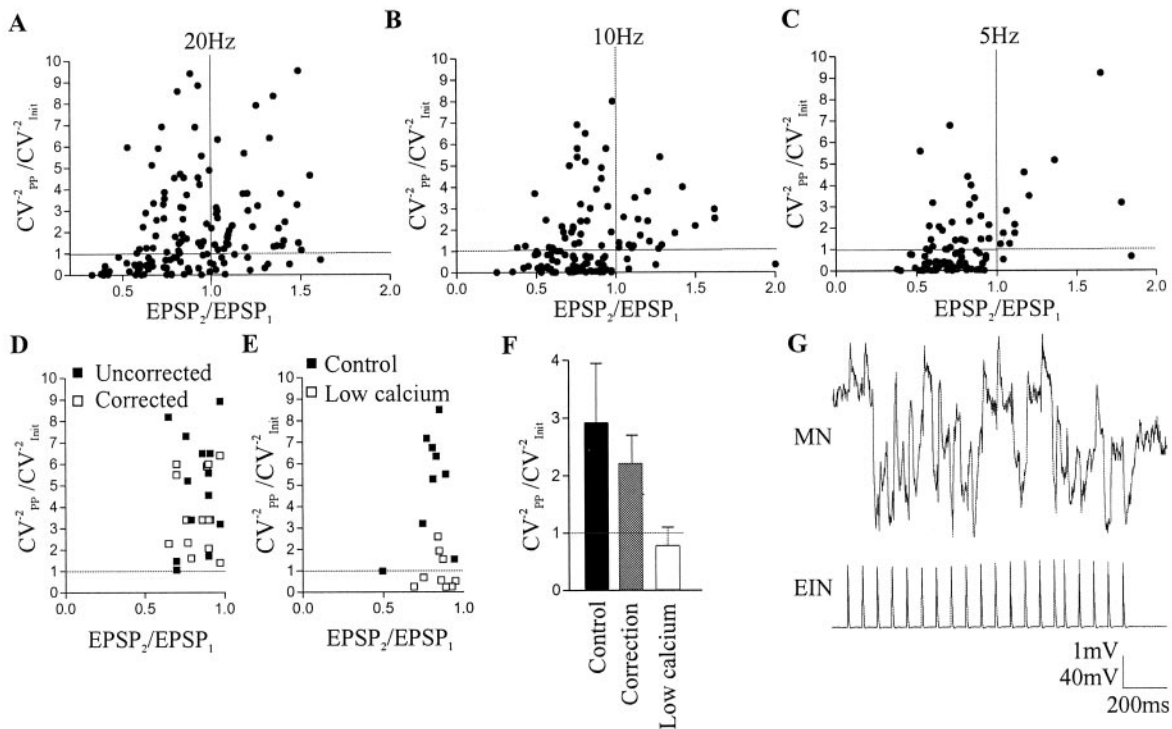 A
20Hz
CV⁻²PP /CV⁻²Init
10
9
8
7
6
5
4
3
2
1
0
0.5 1.0 1.5 2.0
EPSP₂/EPSP₁
B
10Hz
CV⁻²PP /CV⁻²Init
10
9
8
7
6
5
4
3
2
1
0
0.0 0.5 1.0 1.5 2.0
EPSP₂/EPSP₁
C
5Hz
CV⁻²PP /CV⁻²Init
10
9
8
7
6
5
4
3
2
1
0
0.0 0.5 1.0 1.5 2.0
EPSP₂/EPSP₁
D
■ Uncorrected
□ Corrected
CV⁻²PP /CV⁻²Init
10
9
8
7
6
5
4
3
2
1
0
0.0 0.5 1.0
EPSP₂/EPSP₁
E
■ Control
□ Low calcium
CV⁻²PP /CV⁻²Init
10
9
8
7
6
5
4
3
2
1
0
0.0 0.5 1.0
EPSP₂/EPSP₁
F
CV⁻²PP /CV⁻²Init
4
3
2
1
0
Control
Correction
Low calcium
G
MN
EIN
1mV
40mV
200ms